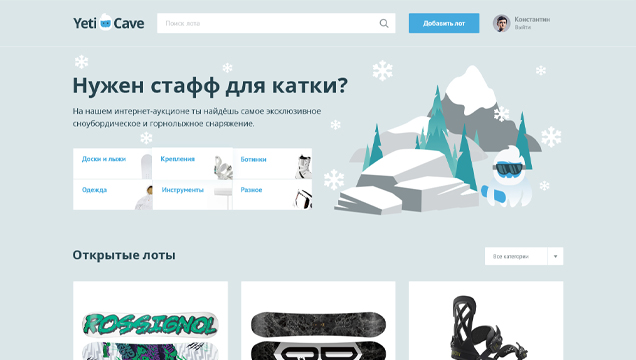 Yeti Cave
Поиск лота
Добавить лот
Константин
Выйти
Нужен стафф для катки?
На нашем интернет-аукционе ты найдёшь самое эксклюзивное
сноубордическое и горнолыжное снаряжение.
Доски и лыжи
Крепления
Ботинки
Одежда
Инструменты
Разное
Открытые лоты
Все категории
ROSSIGNOL